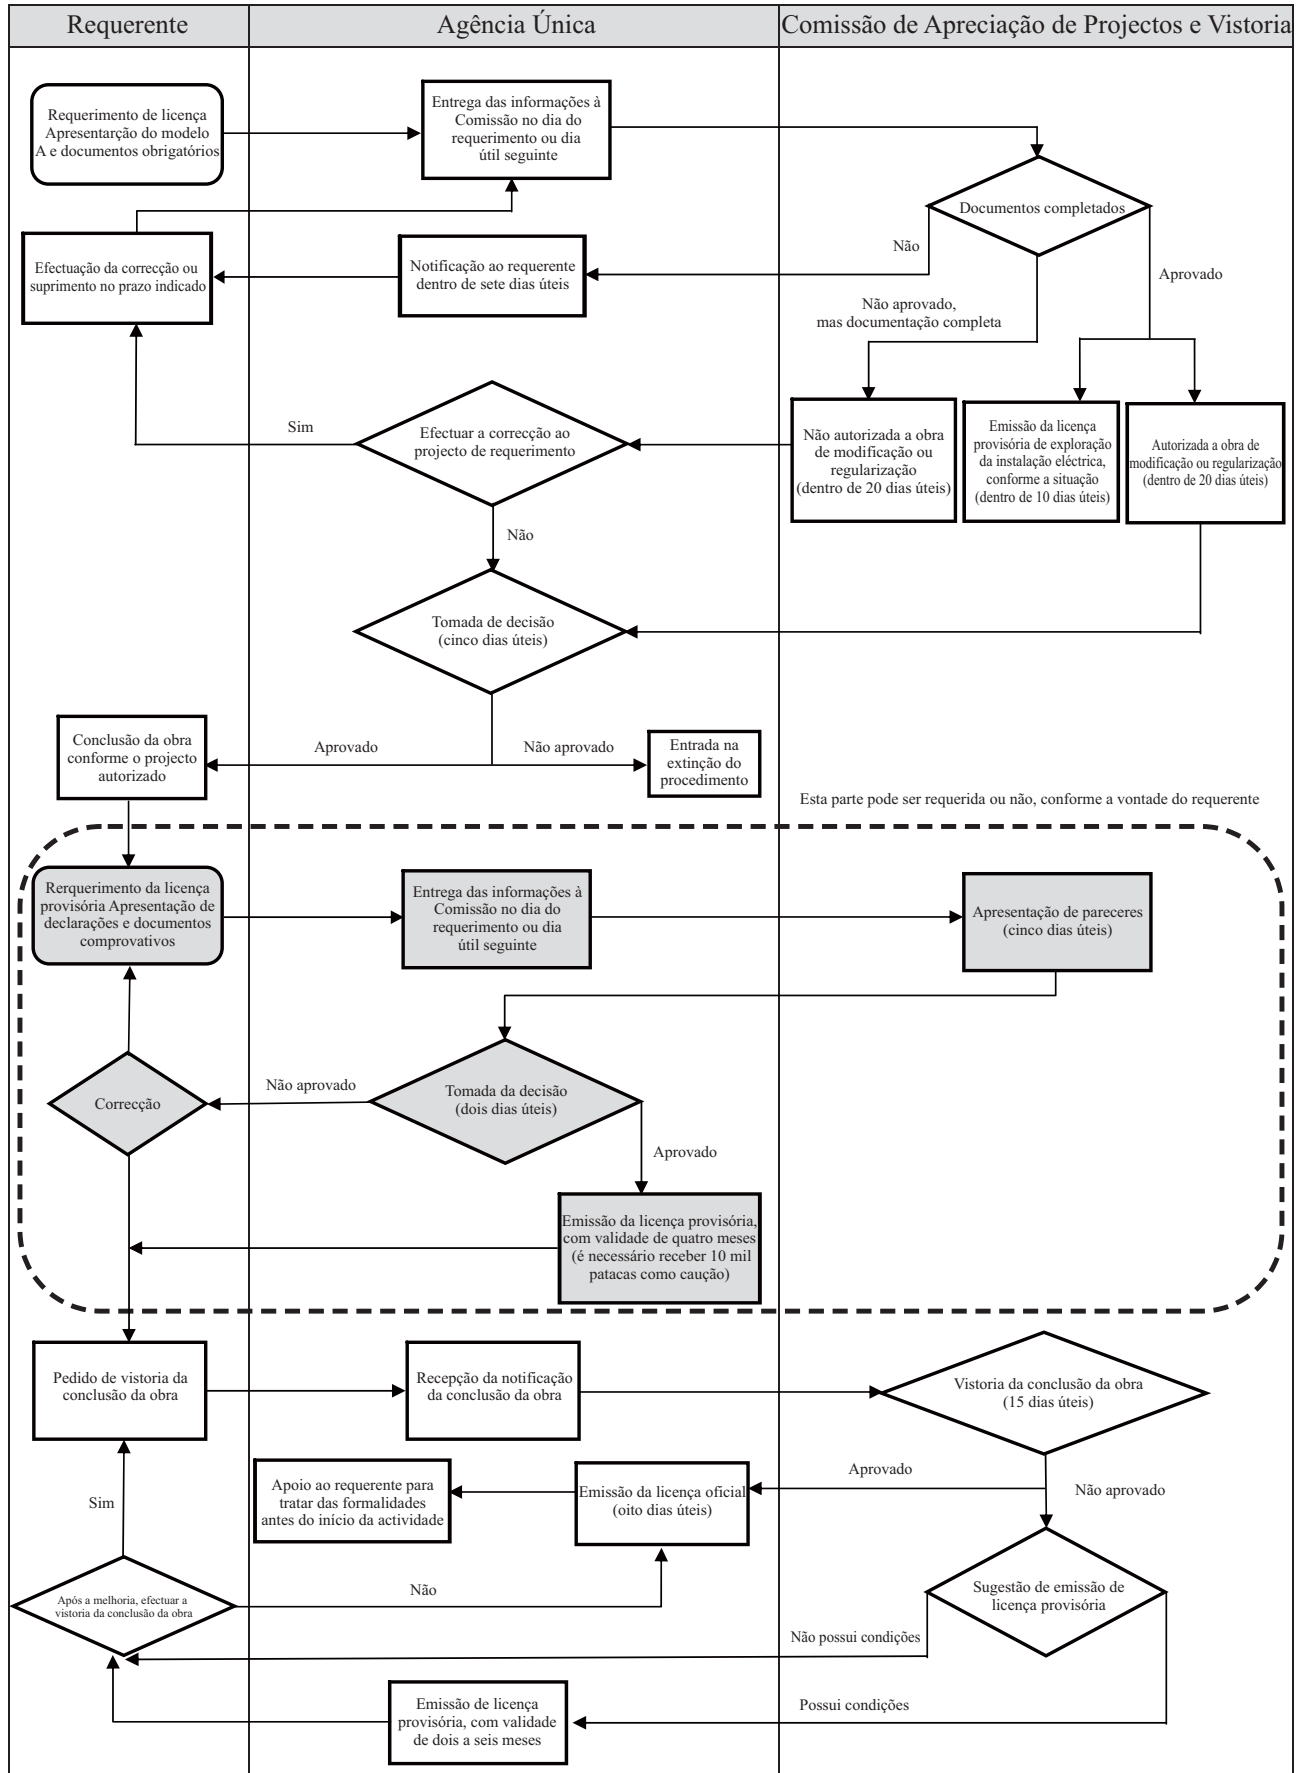 Requerente
Agência Única
Comissão de Apreciação de Projectos e Vistoria
Requerimento de licença
Apresentarção do modelo
A e documentos obrigatórios
Entrega das informações à
Comissão no dia do
requerimento ou dia
útil seguinte
Documentos completados
Não
Aprovado
Efectuação da correcção ou
suprimento no prazo indicado
Notificação ao requerente
dentro de sete dias úteis
Não aprovado,
mas documentação completa
Sim
Efectuar a correcção ao
projecto de requerimento
Não autorizada a obra
de modificação ou
regularização
(dentro de 20 dias úteis)
Emissão da licença
provisória de exploração
da instalação eléctrica,
conforme a situação
(dentro de 10 dias úteis)
Autorizada a obra de
modificação ou regularização
(dentro de 20 dias úteis)
Não
Tomada de decisão
(cinco dias úteis)
Conclusão da obra
conforme o projecto
autorizado
Aprovado
Não aprovado
Entrada na
extinção do
procedimento
Esta parte pode ser requerida ou não, conforme a vontade do requerente
Rerquerimento da licença
provisória Apresentação de
declarações e documentos
comprovativos
Entrega das informações à
Comissão no dia do
requerimento ou dia
útil seguinte
Apresentação de pareceres
(cinco dias úteis)
Correcção
Não aprovado
Tomada da decisão
(dois dias úteis)
Aprovado
Emissão da licença provisória,
com validade de quatro meses
(é necessário receber 10 mil
patacas como caução)
Pedido de vistoria da
conclusão da obra
Recepção da notificação
da conclusão da obra
Vistoria da conclusão da obra
(15 dias úteis)
Sim
Apoio ao requerente para
tratar das formalidades
antes do início da actividade
Emissão da licença oficial
(oito dias úteis)
Aprovado
Não aprovado
Após a melhoria, efectuar a
vistoria da conclusão da obra
Não
Sugestão de emissão de
licença provisória
Não possui condições
Emissão de licença
provisória, com validade
de dois a seis meses
Possui condições